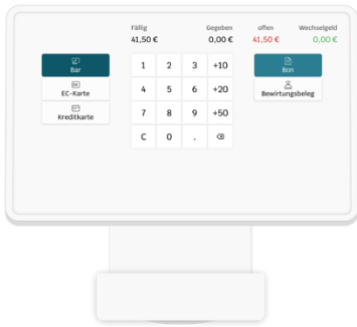 Fällig Gegeben offen Wechselgeld
41,50 € 0,00 € 41,50 € 0,00 €
Bar 1 2 3 +10 Bon
EC-Karte 4 5 6 +20 Bewirtungsbeleg
Kreditkarte 7 8 9 +50
C 0 .